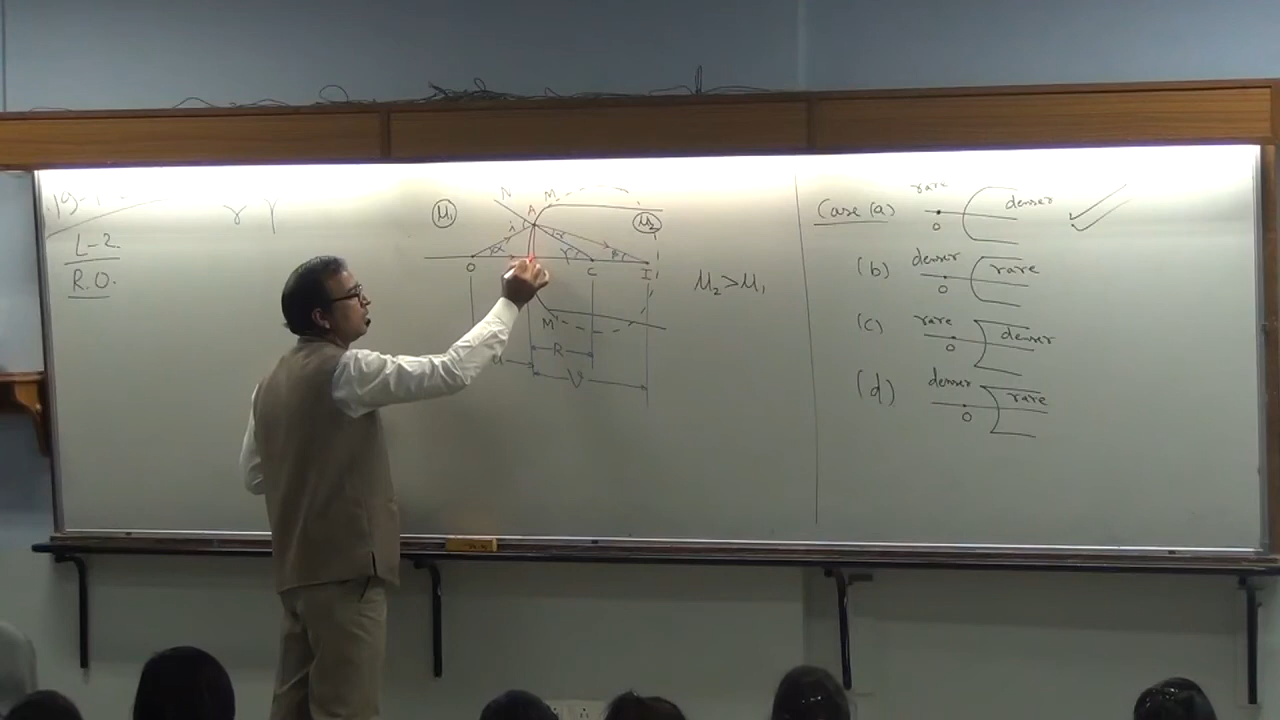 L-2
R.O.
γ γ
μ₁
N
A
M
μ₂
i
r
α
γ
β
O
C
I
M'
μ₂>μ₁
u
R
V
Case (a) rare denser
O
(b) denser rare
O
(c) rare denser
O
(d) denser rare
O